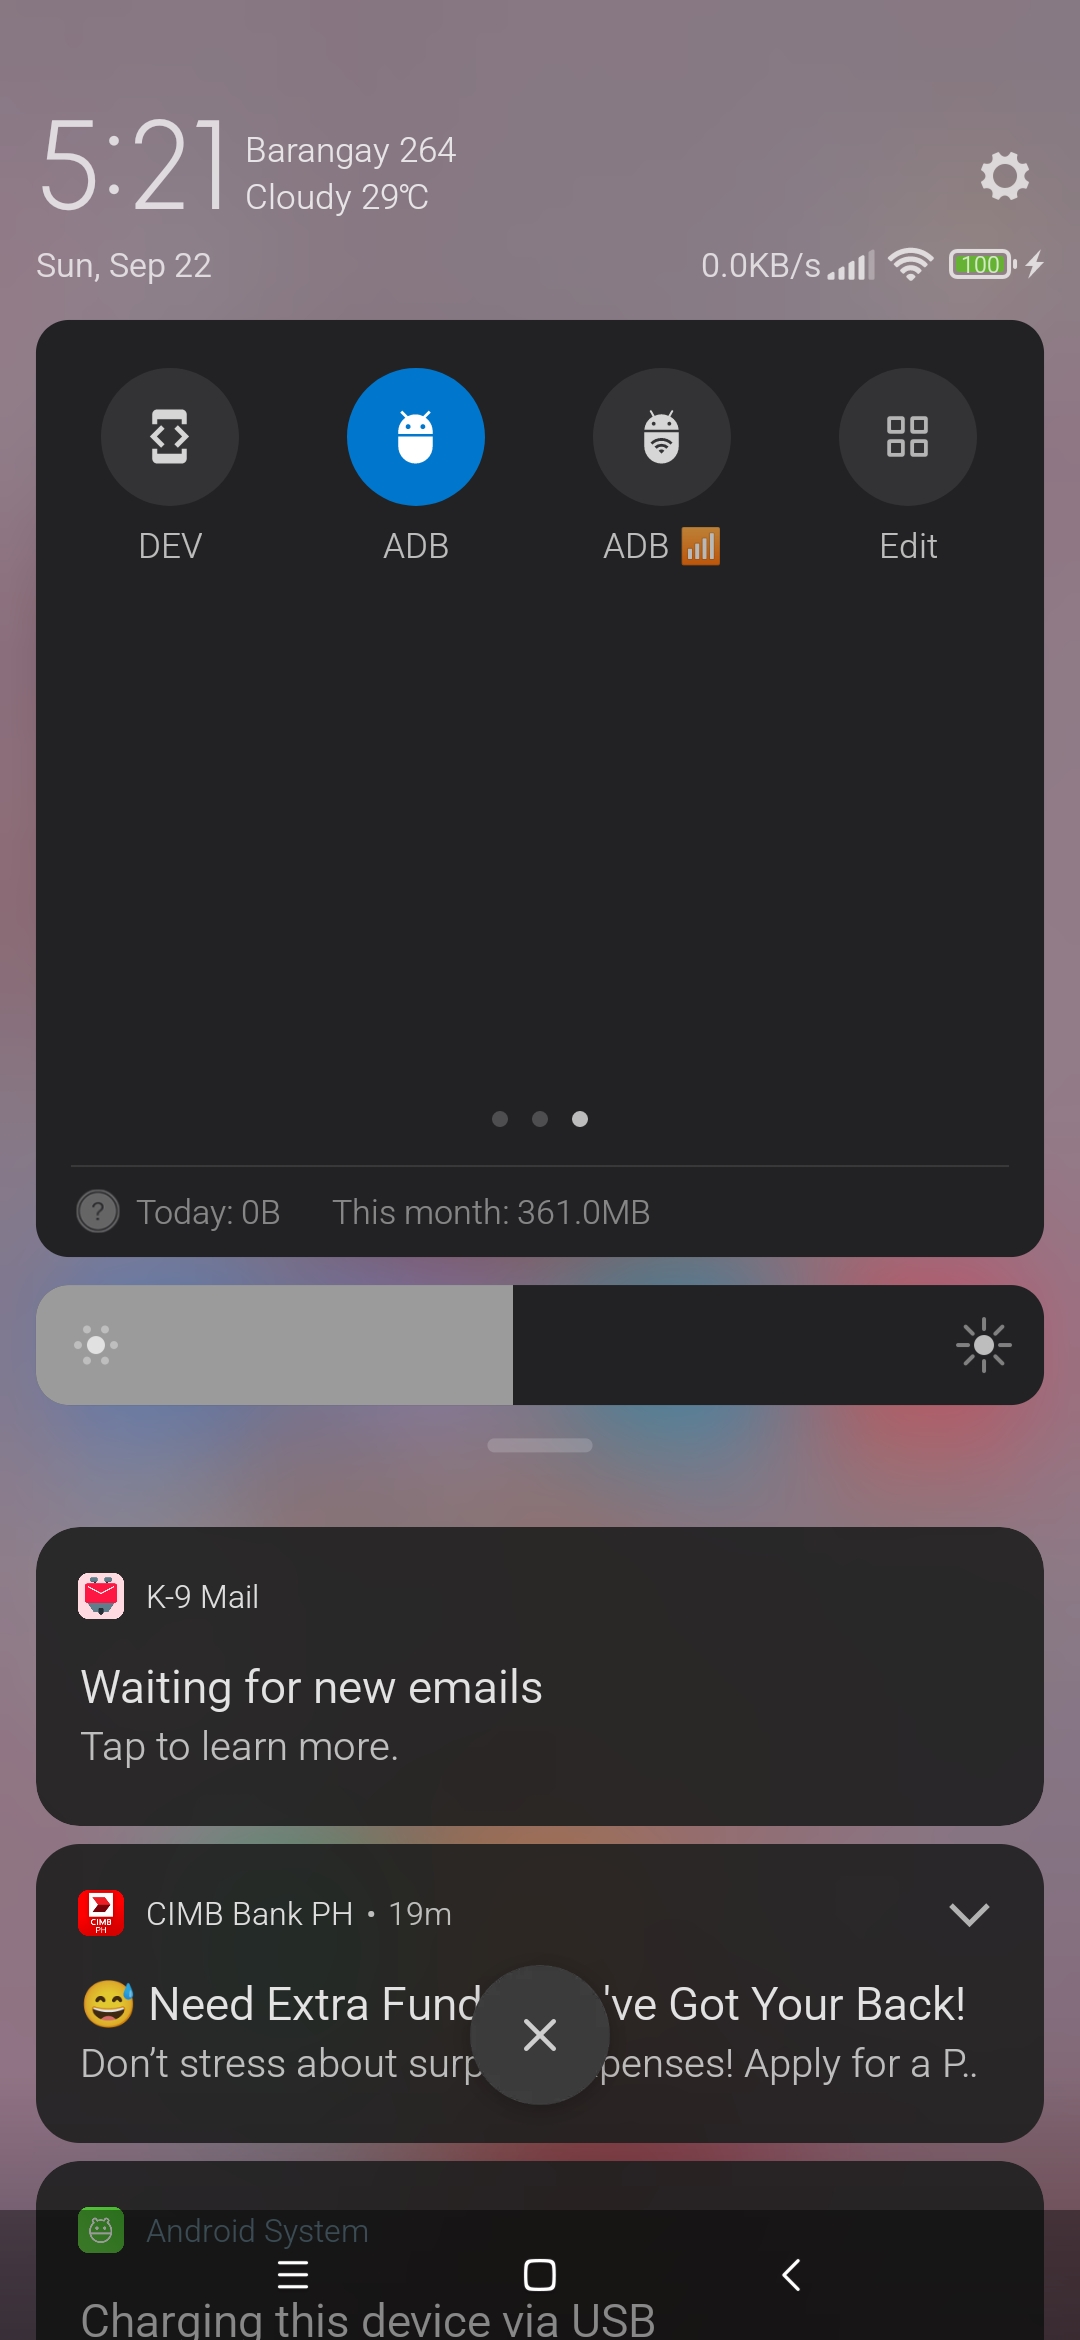 5:21
Barangay 264
Cloudy 29°C
Sun, Sep 22
0.0KB/s
100
DEV
ADB
ADB 📶
Edit
? Today: 0B This month: 361.0MB
K-9 Mail
Waiting for new emails
Tap to learn more.
CIMB
PH
CIMB Bank PH • 19m
😅 Need Extra Fund 've Got Your Back!
Don’t stress about surp penses! Apply for a P..
Android System
Charging this device via USB